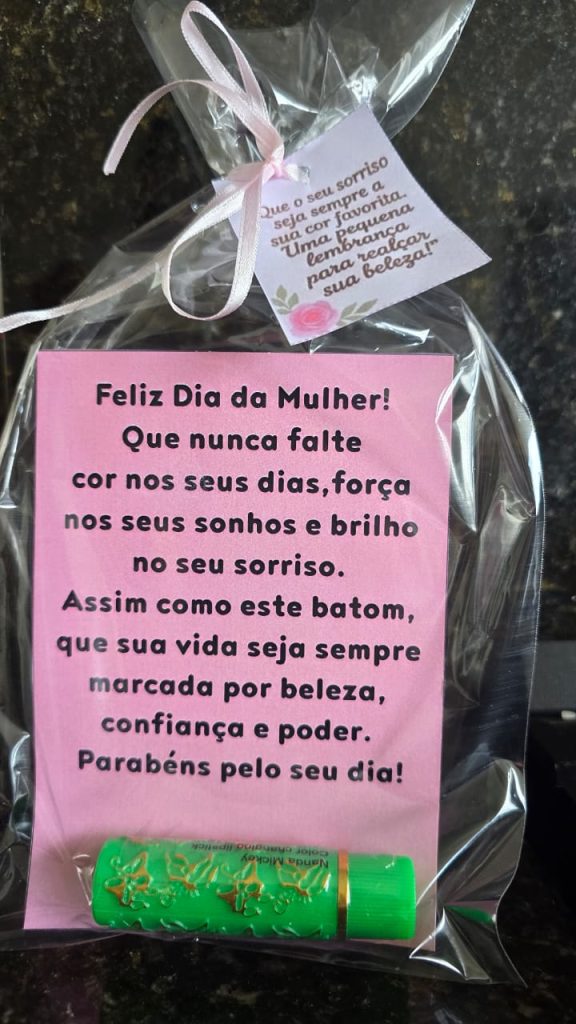 Que o seu sorriso
seja sempre a
sua cor favorita.
"Uma pequena
lembrança
para realçar
sua beleza!"
Feliz Dia da Mulher!
Que nunca falte
cor nos seus dias,força
nos seus sonhos e brilho
no seu sorriso.
Assim como este batom,
que sua vida seja sempre
marcada por beleza,
confiança e poder.
Parabéns pelo seu dia!
Nanda Mickey
Color changing lipstick